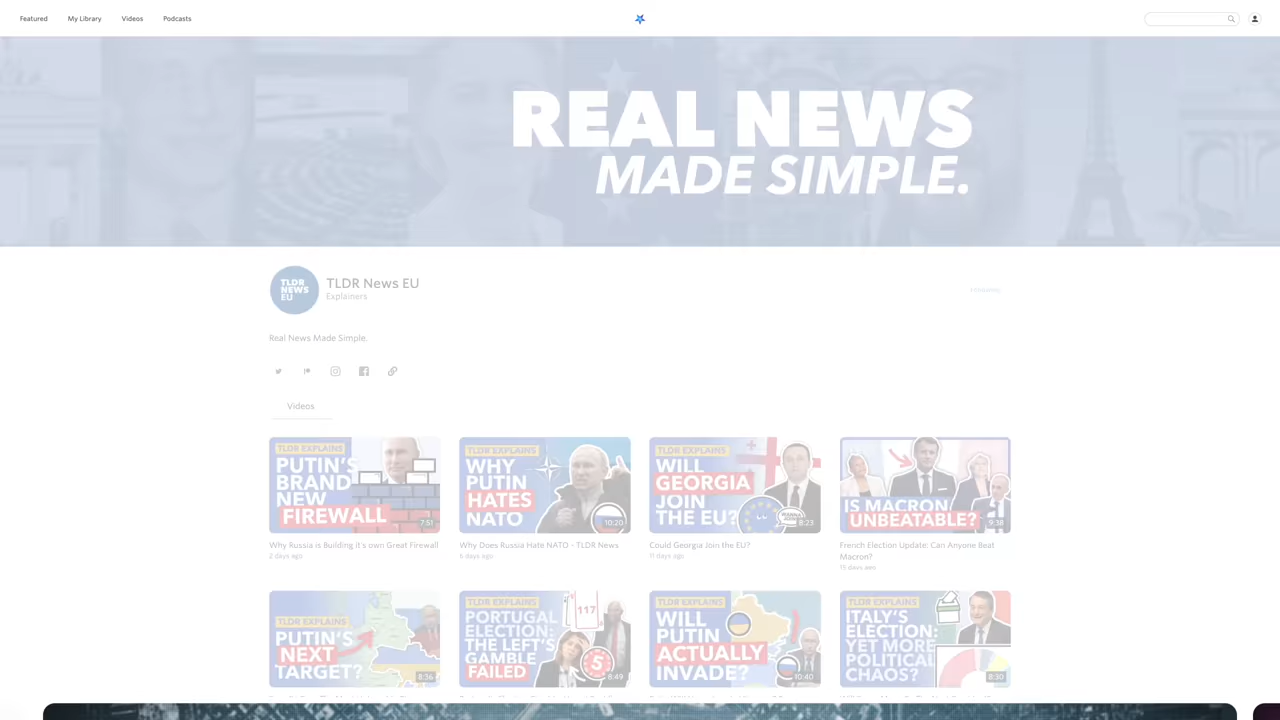 Featured
My Library
Videos
Podcasts
REAL NEWS
MADE SIMPLE.
TLDR
NEWS
EU
TLDR News EU
Explainers
Following
Real News Made Simple.
Videos
TLDR EXPLAINS
PUTIN'S
BRAND
NEW
FIREWALL
7:51
TLDR EXPLAINS
WHY
PUTIN
HATES
NATO
10:20
TLDR EXPLAINS
WILL
GEORGIA
JOIN
THE EU?
8:23
IS MACRON
UNBEATABLE?
9:38
Why Russia is Building it's own Great Firewall
2 days ago
Why Does Russia Hate NATO - TLDR News
6 days ago
Could Georgia Join the EU?
11 days ago
French Election Update: Can Anyone Beat
Macron?
15 days ago
TLDR EXPLAINS
PUTIN'S
NEXT
TARGET?
8:36
TLDR EXPLAINS
PORTUGAL
ELECTION:
THE LEFT'S
GAMBLE
FAILED
117
5
8:49
TLDR EXPLAINS
WILL
PUTIN
ACTUALLY
INVADE?
10:40
TLDR EXPLAINS
ITALY'S
ELECTION:
YET MORE
POLITICAL
CHAOS?
8:30